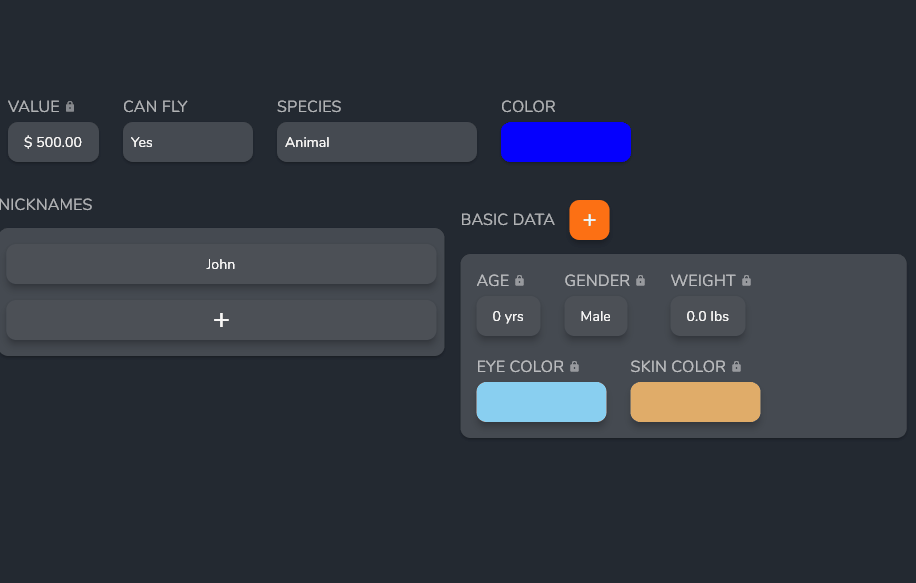 VALUE CAN FLY SPECIES COLOR
$ 500.00 Yes Animal
NICKNAMES
BASIC DATA +
John
+
AGE GENDER WEIGHT
0 yrs Male 0.0 lbs
EYE COLOR SKIN COLOR